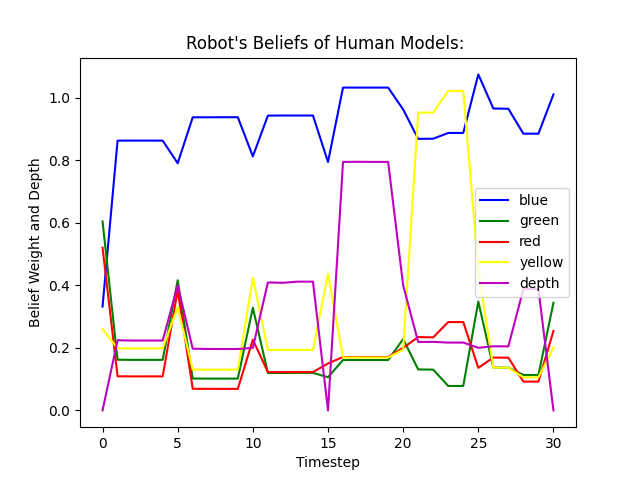 Robot's Beliefs of Human Models:
Belief Weight and Depth
1.0
0.8
0.6
0.4
0.2
0.0
blue
green
red
yellow
depth
0 5 10 15 20 25 30
Timestep